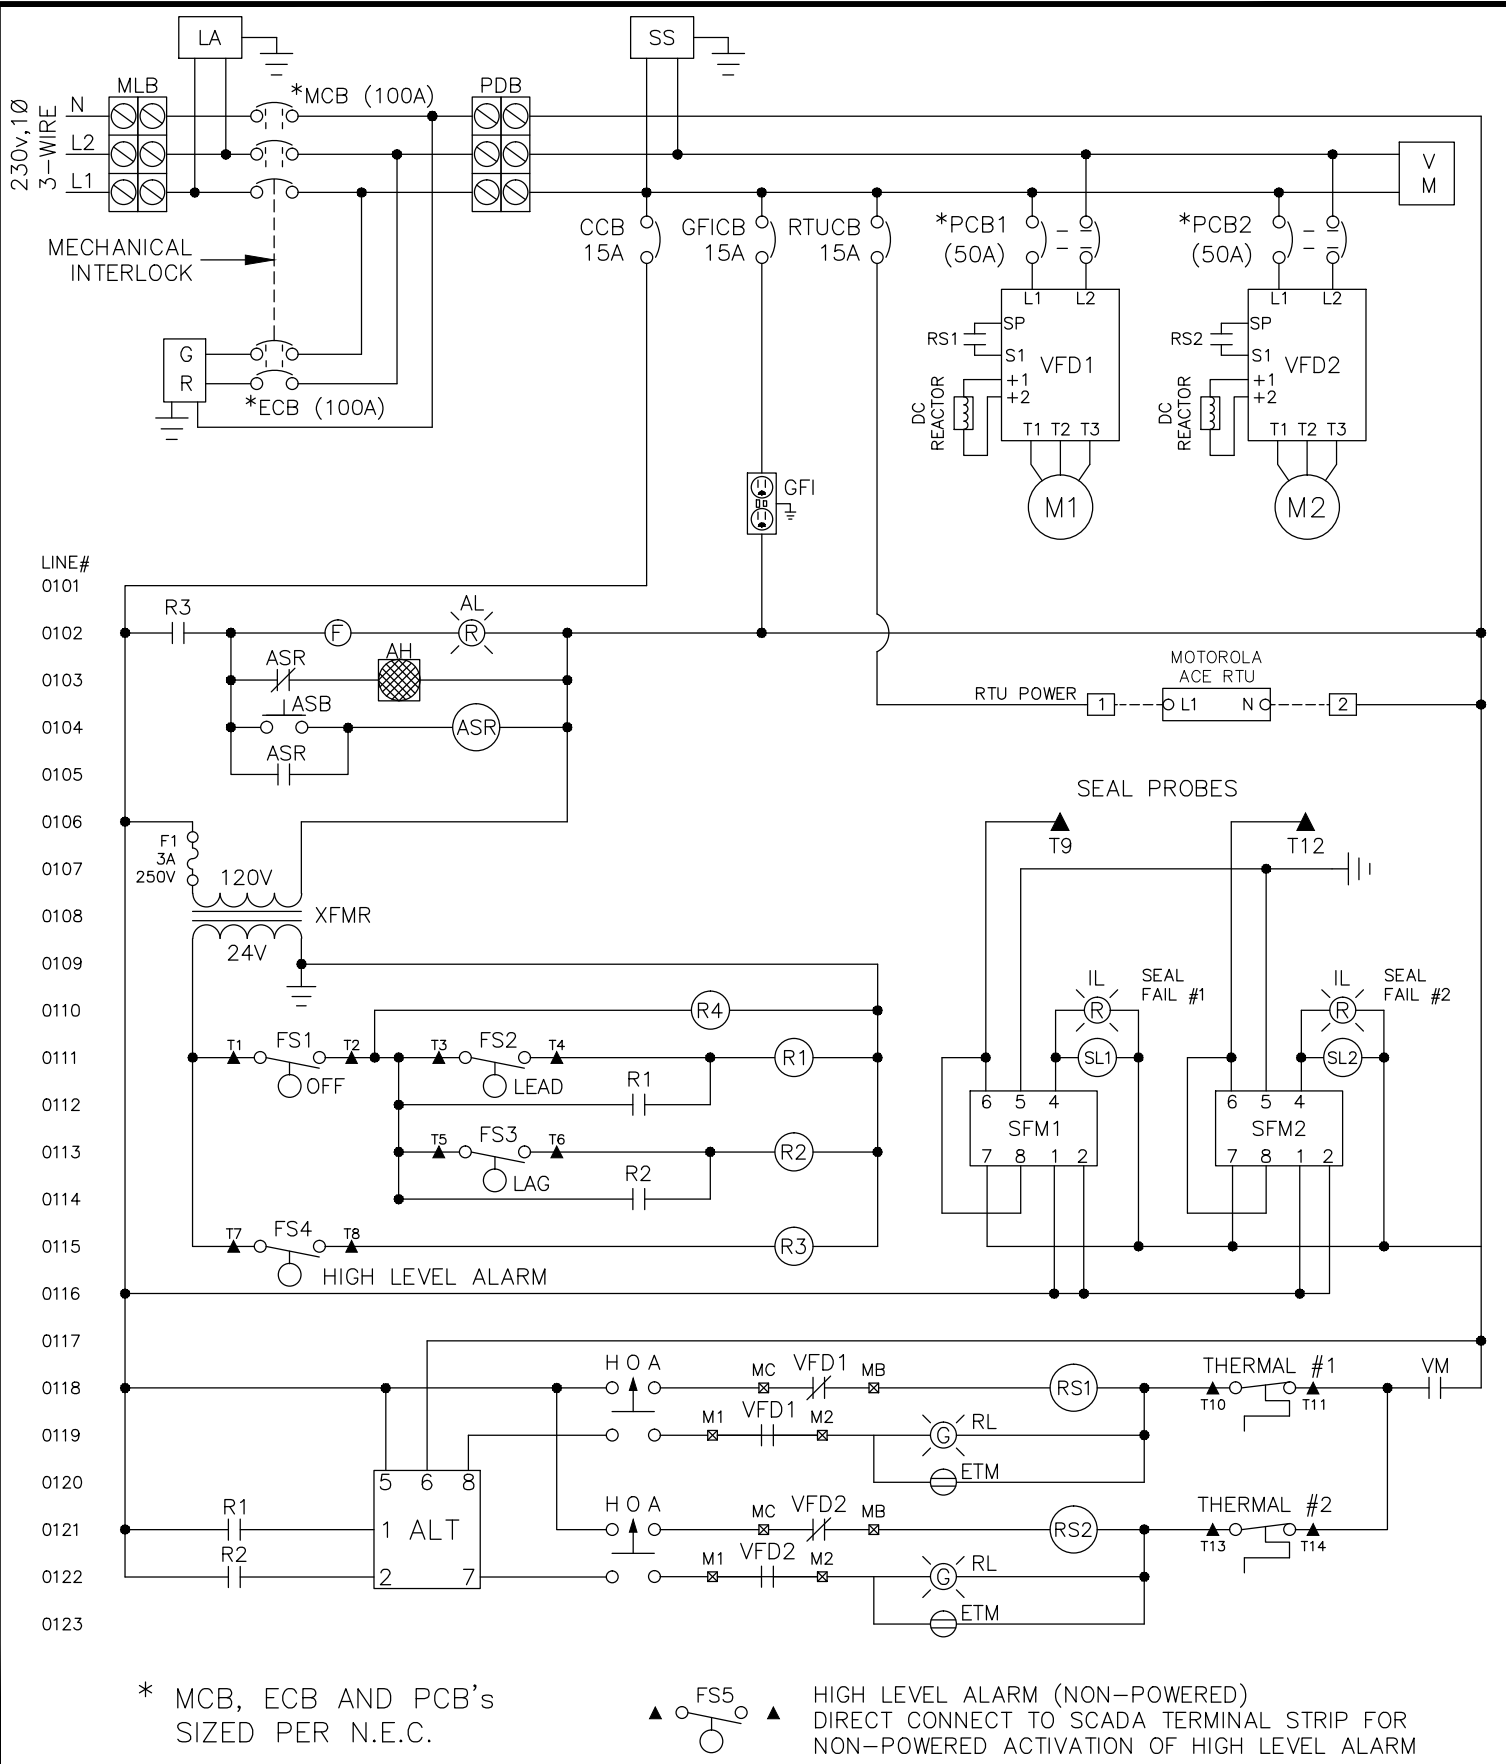 LA
SS
MLB
*MCB (100A)
PDB
230v,1Ø
3-WIRE
N
L2
L1
V
M
MECHANICAL
INTERLOCK
CCB
15A
GFICB
15A
RTUCB
15A
*PCB1
(50A)
*PCB2
(50A)
G
R
*ECB (100A)
L1 L2
SP
RS1
S1
VFD1
+1
+2
DC
REACTOR
T1 T2 T3
M1
L1 L2
SP
RS2
S1
VFD2
+1
+2
DC
REACTOR
T1 T2 T3
M2
GFI
LINE#
0101
R3
AL
0102
F
R
ASR
AH
0103
ASB
0104
ASR
ASR
0105
MOTOROLA
ACE RTU
RTU POWER
1
L1
N
2
SEAL PROBES
0106
F1
3A
250V
T9
T12
0107
120V
0108
XFMR
24V
0109
IL
SEAL
FAIL #1
IL
SEAL
FAIL #2
0110
R4
R
R
0111
T1 FS1 T2
OFF
T3 FS2 T4
LEAD
R1
SL1
SL2
0112
R1
6 5 4
SFM1
7 8 1 2
6 5 4
SFM2
7 8 1 2
0113
T5 FS3 T6
LAG
R2
0114
R2
0115
T7 FS4 T8
R3
HIGH LEVEL ALARM
0116
0117
0118
H O A
MC VFD1 MB
RS1
THERMAL #1
T10 T11
VM
0119
M1 VFD1 M2
G
RL
0120
ETM
5 6 8
0121
R1
1 ALT
H O A
MC VFD2 MB
RS2
THERMAL #2
T13 T14
0122
R2
2 7
M1 VFD2 M2
G
RL
0123
ETM
* MCB, ECB AND PCB's
SIZED PER N.E.C.
FS5
HIGH LEVEL ALARM (NON-POWERED)
DIRECT CONNECT TO SCADA TERMINAL STRIP FOR
NON-POWERED ACTIVATION OF HIGH LEVEL ALARM